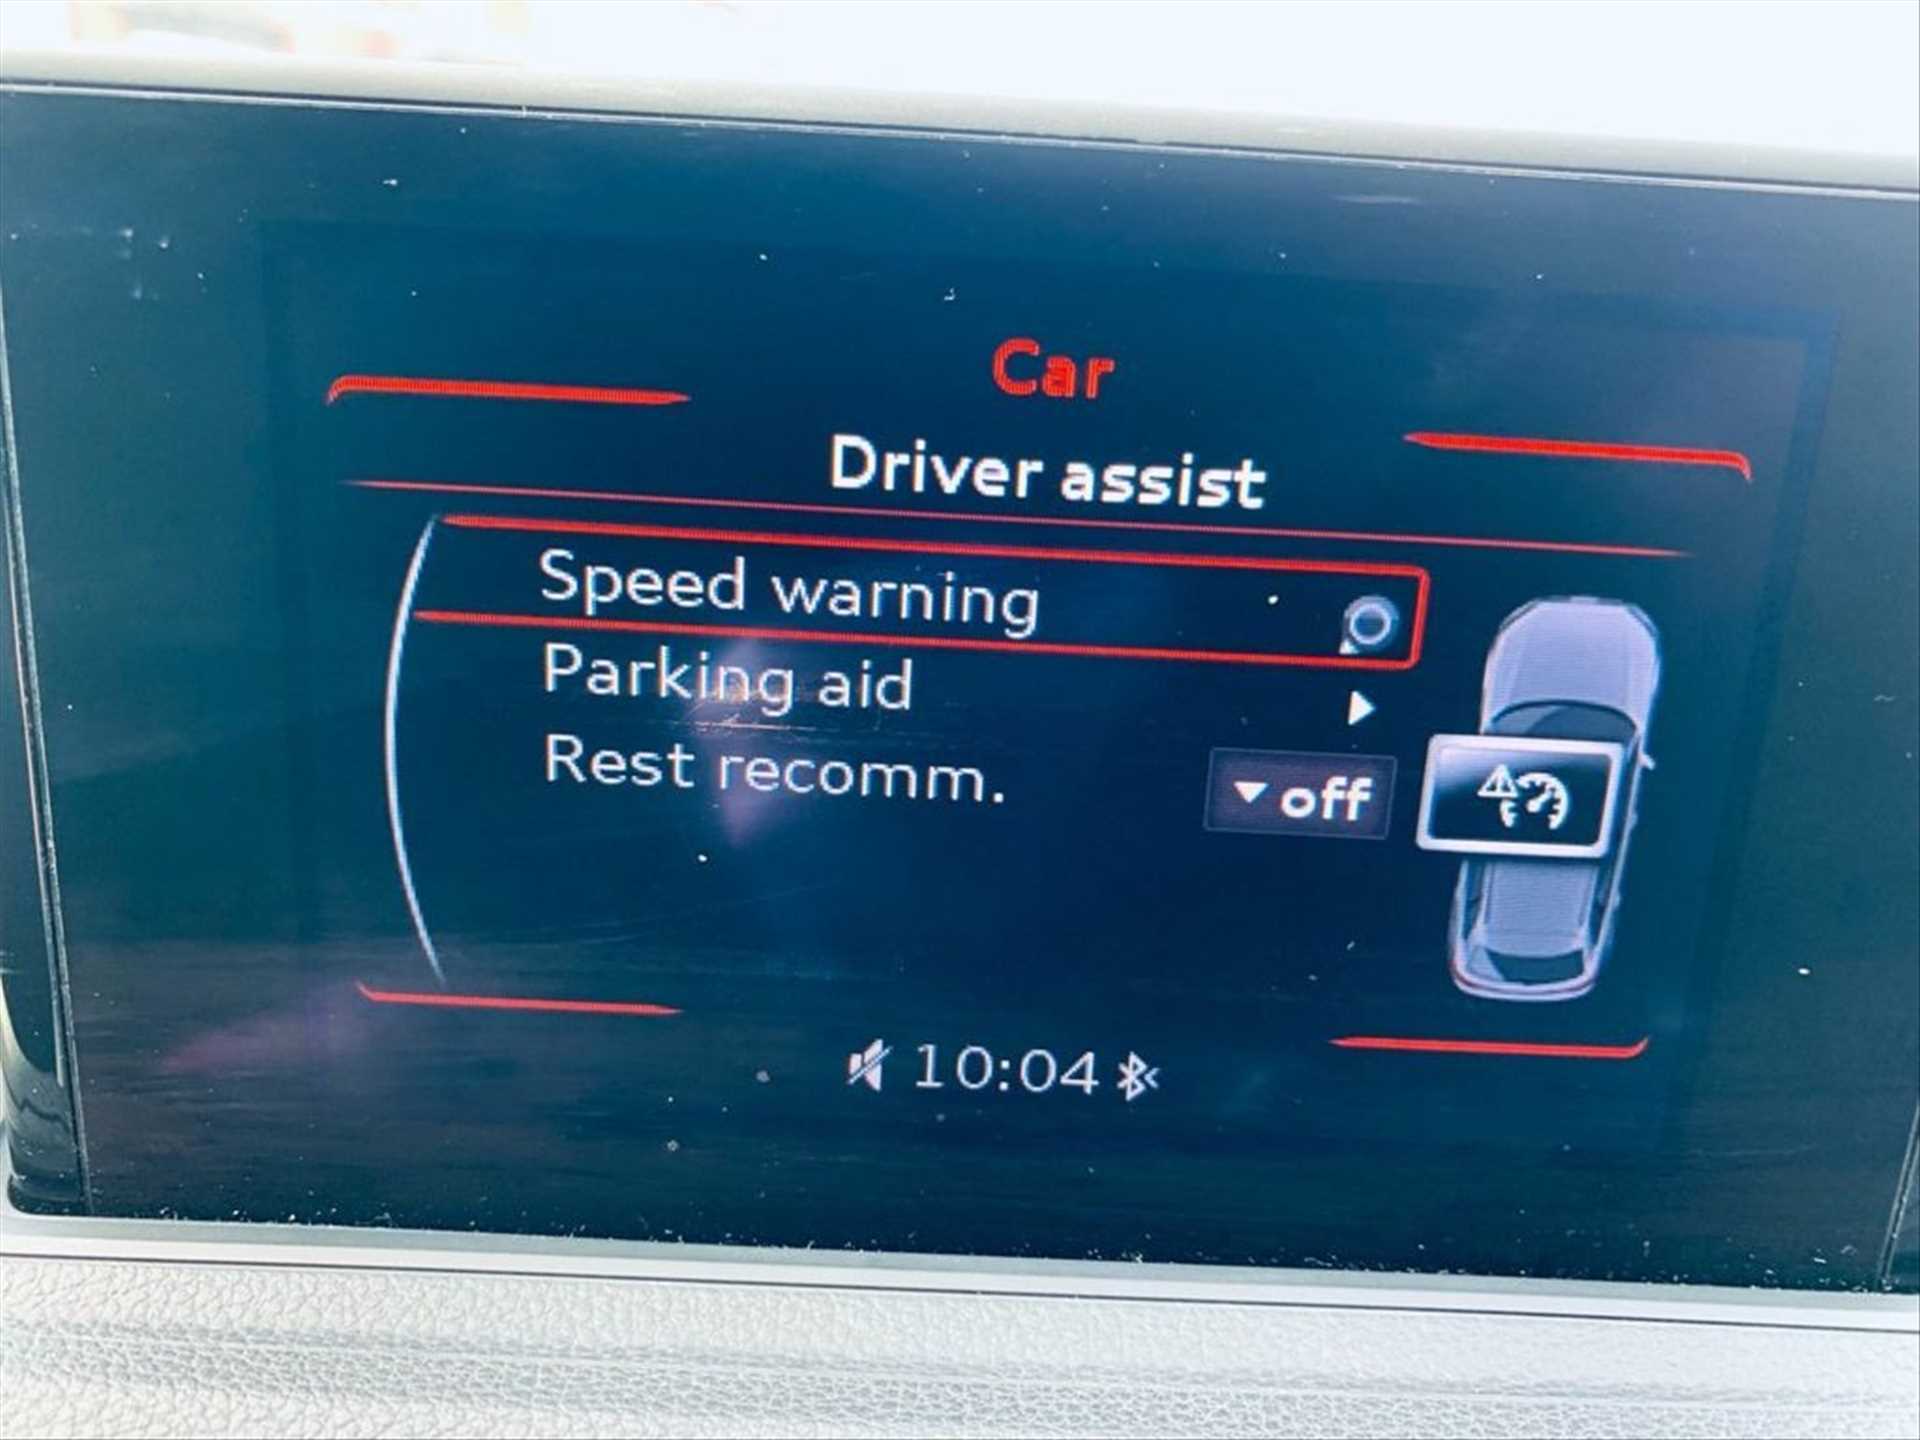 Car
Driver assist
Speed warning
Parking aid
Rest recomm. off
10:04